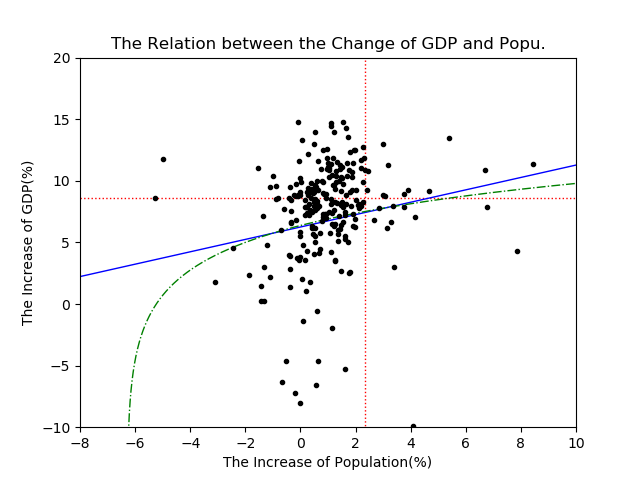 The Relation between the Change of GDP and Popu.
20
15
10
5
0
−5
−10
The Increase of GDP(%)
−8 −6 −4 −2 0 2 4 6 8 10
The Increase of Population(%)